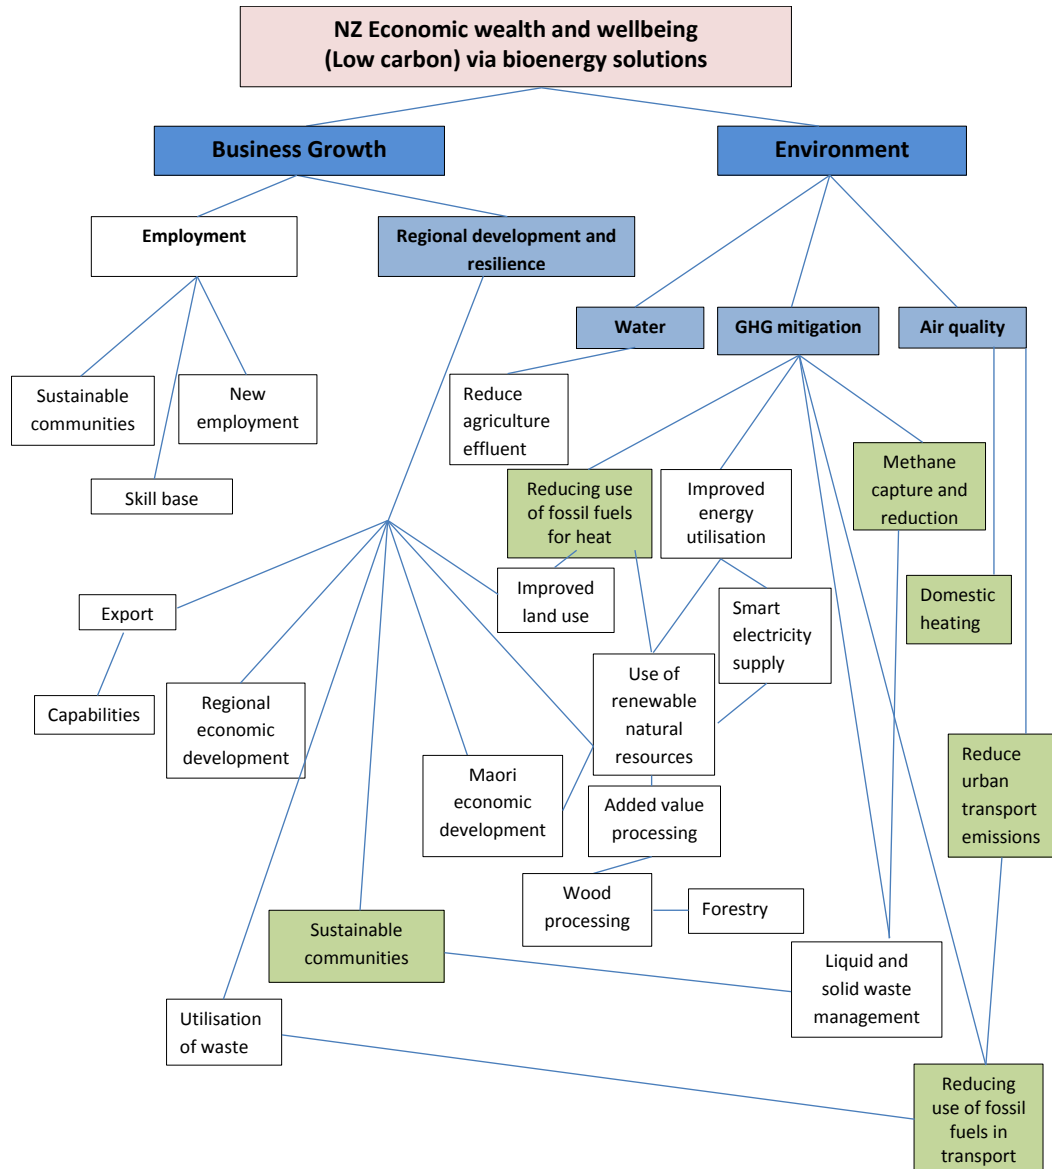 NZ Economic wealth and wellbeing
(Low carbon) via bioenergy solutions
Business Growth
Environment
Employment
Regional development and
resilience
Water
GHG mitigation
Air quality
Sustainable
communities
New
employment
Skill base
Reduce
agriculture
effluent
Reducing use
of fossil fuels
for heat
Improved
energy
utilisation
Methane
capture and
reduction
Export
Improved
land use
Smart
electricity
supply
Domestic
heating
Capabilities
Regional
economic
development
Use of
renewable
natural
resources
Maori
economic
development
Added value
processing
Reduce
urban
transport
emissions
Wood
processing
Forestry
Sustainable
communities
Liquid and
solid waste
management
Utilisation
of waste
Reducing
use of fossil
fuels in
transport